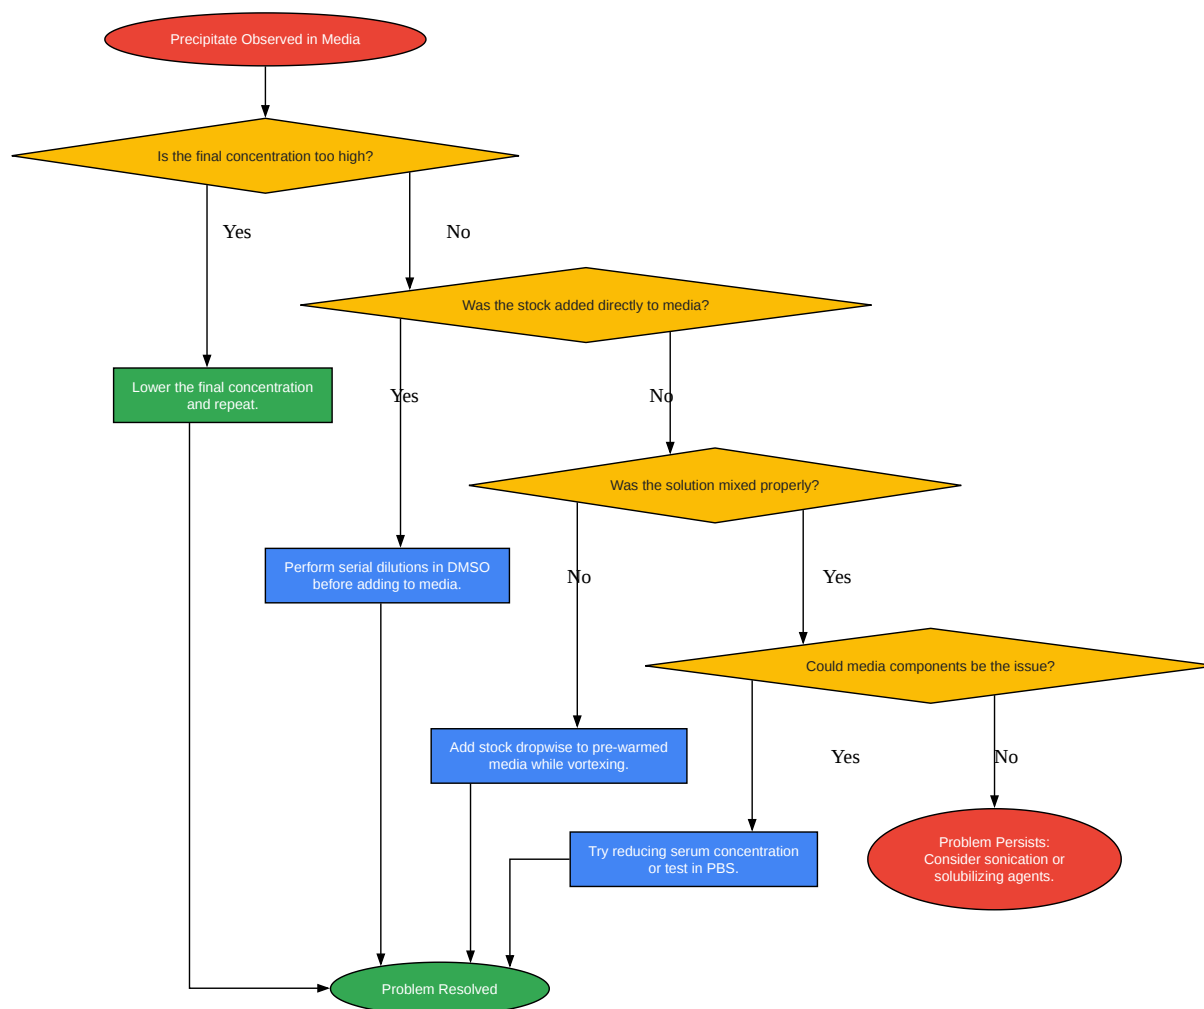 Precipitate Observed in Media
Is the final concentration too high?
Yes
No
Was the stock added directly to media?
Lower the final concentration
and repeat.
Yes
No
Was the solution mixed properly?
Perform serial dilutions in DMSO
before adding to media.
No
Yes
Could media components be the issue?
Add stock dropwise to pre-warmed
media while vortexing.
Yes
No
Try reducing serum concentration
or test in PBS.
Problem Persists:
Consider sonication or
solubilizing agents.
Problem Resolved